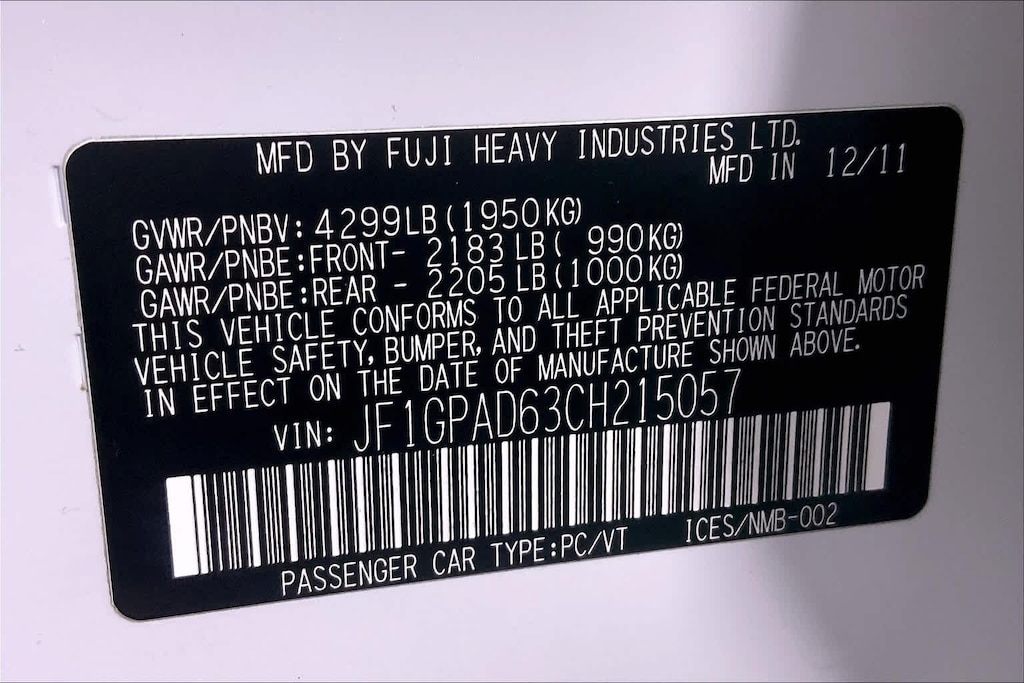 MFD BY FUJI HEAVY INDUSTRIES LTD.
MFD IN 12/11
GVWR/PNBV: 4299LB (1950KG)
GAWR/PNBE:FRONT- 2183 LB ( 990KG)
GAWR/PNBE:REAR - 2205 LB (1000KG)
THIS VEHICLE CONFORMS TO ALL APPLICABLE FEDERAL MOTOR
VEHICLE SAFETY, BUMPER, AND THEFT PREVENTION STANDARDS
IN EFFECT ON THE DATE OF MANUFACTURE SHOWN ABOVE.
VIN: JF1GPAD63CH215057
PASSENGER CAR TYPE:PC/VT ICES/NMB-002